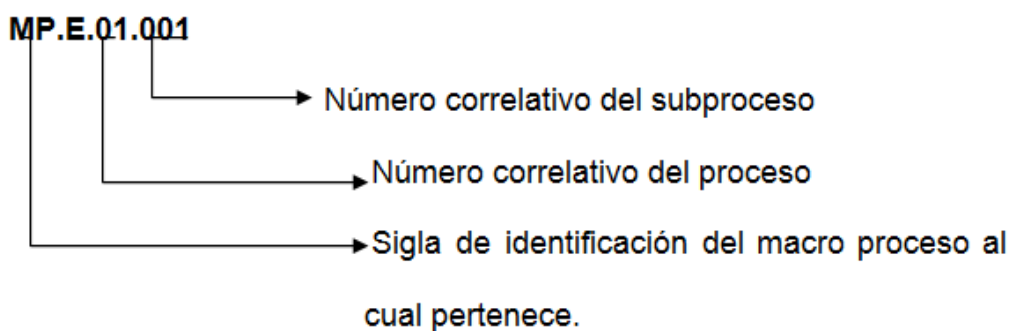 MP.E.01.001
Número correlativo del subproceso
Número correlativo del proceso
Sigla de identificación del macro proceso al
cual pertenece.